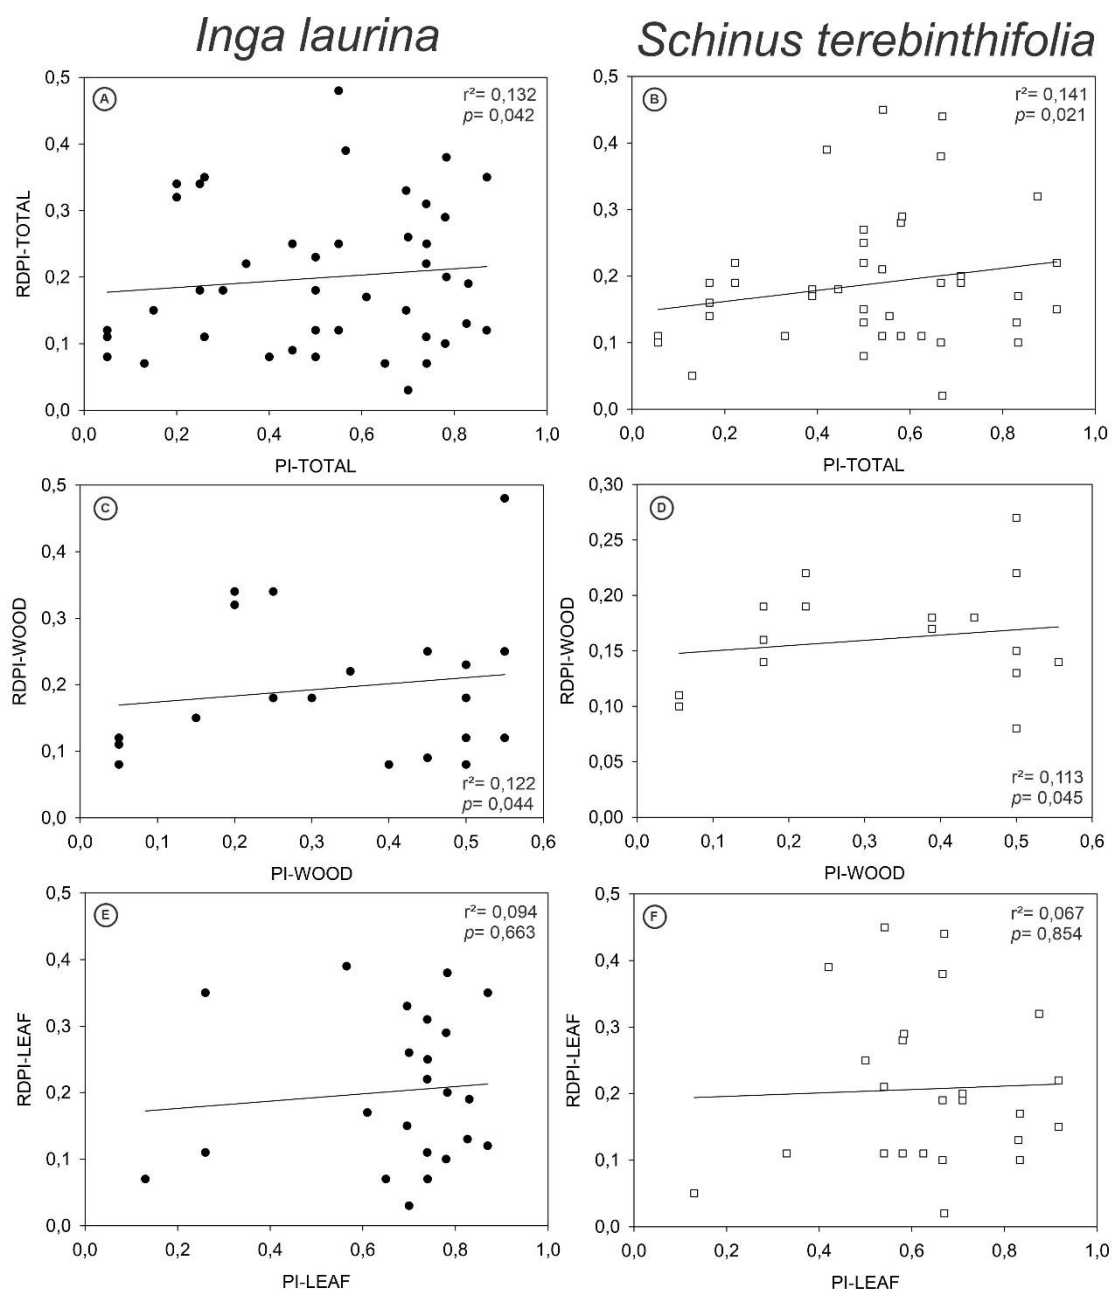 Inga laurina
Schinus terebinthifolia
A
r²= 0,132
p= 0,042
RDPI-TOTAL
0,5
0,4
0,3
0,2
0,1
0,0
0,0 0,2 0,4 0,6 0,8 1,0
PI-TOTAL
B
r²= 0,141
p= 0,021
RDPI-TOTAL
0,5
0,4
0,3
0,2
0,1
0,0
0,0 0,2 0,4 0,6 0,8 1,0
PI-TOTAL
C
RDPI-WOOD
0,5
0,4
0,3
0,2
0,1
0,0
r²= 0,122
p= 0,044
0,0 0,1 0,2 0,3 0,4 0,5 0,6
PI-WOOD
D
RDPI-WOOD
0,30
0,25
0,20
0,15
0,10
0,05
0,00
r²= 0,113
p= 0,045
0,0 0,1 0,2 0,3 0,4 0,5 0,6
PI-WOOD
E
r²= 0,094
p= 0,663
RDPI-LEAF
0,5
0,4
0,3
0,2
0,1
0,0
0,0 0,2 0,4 0,6 0,8 1,0
PI-LEAF
F
r²= 0,067
p= 0,854
RDPI-LEAF
0,5
0,4
0,3
0,2
0,1
0,0
0,0 0,2 0,4 0,6 0,8 1,0
PI-LEAF